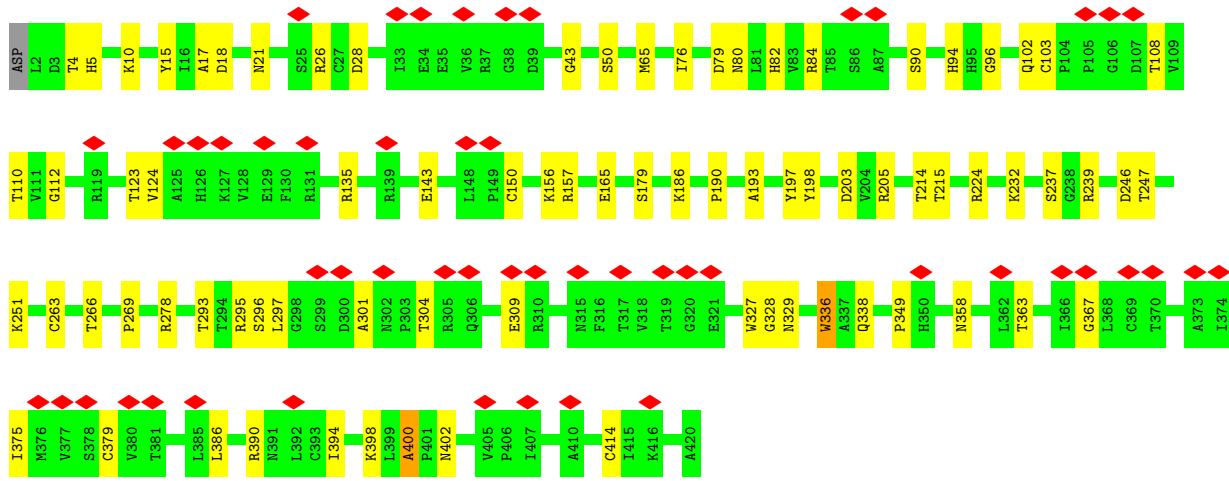 ASP L2 D3 T4 H5 K10 Y15 I16 A17 D18 N21 S25 R26 C27 D28 I33 E34 E35 V36 R37 G38 D39 G43 S50 M65 I76 D79 N80 L81 H82 V83 R84 T85 S86 A87 S90 H94 H95 G96 Q102 C103 P104 P105 G106 D107 T108 V109
T110 V111 G112 R119 T123 V124 A125 H126 K127 V128 E129 F130 R131 R135 R139 E143 L148 P149 C150 K156 R157 E165 S179 K186 P190 A193 Y197 Y198 D203 V204 R205 T214 T215 R224 K232 S237 G238 R239 D246 T247
K251 C263 T266 P269 R278 T293 T294 R295 S296 L297 G298 S299 D300 A301 N302 P303 T304 R305 Q306 E309 R310 N315 F316 T317 V318 T319 G320 E321 W327 G328 N329 W336 A337 Q338 P349 H350 N358 L362 T363 I366 G367 L368 C369 T370 A373 I374
I375 M376 V377 S378 C379 V380 T381 L385 L386 R390 N391 L392 C393 I394 K398 L399 A400 P401 N402 V405 P406 I407 A410 C414 I415 K416 A420